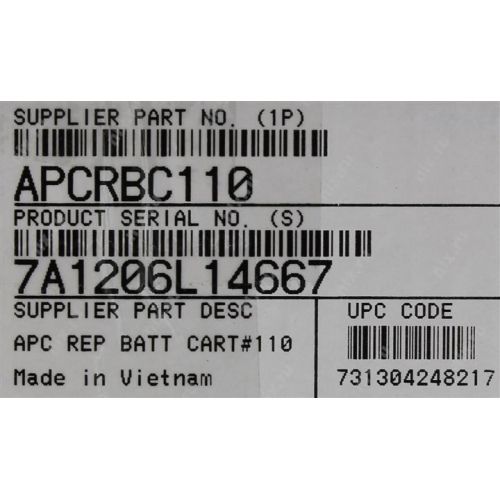 SUPPLIER PART NO. (1P)
APCRBC110
PRODUCT SERIAL NO. (S)
7A1206L14667
SUPPLIER PART DESC
APC REP BATT CART#110
Made in Vietnam
UPC CODE
731304248217